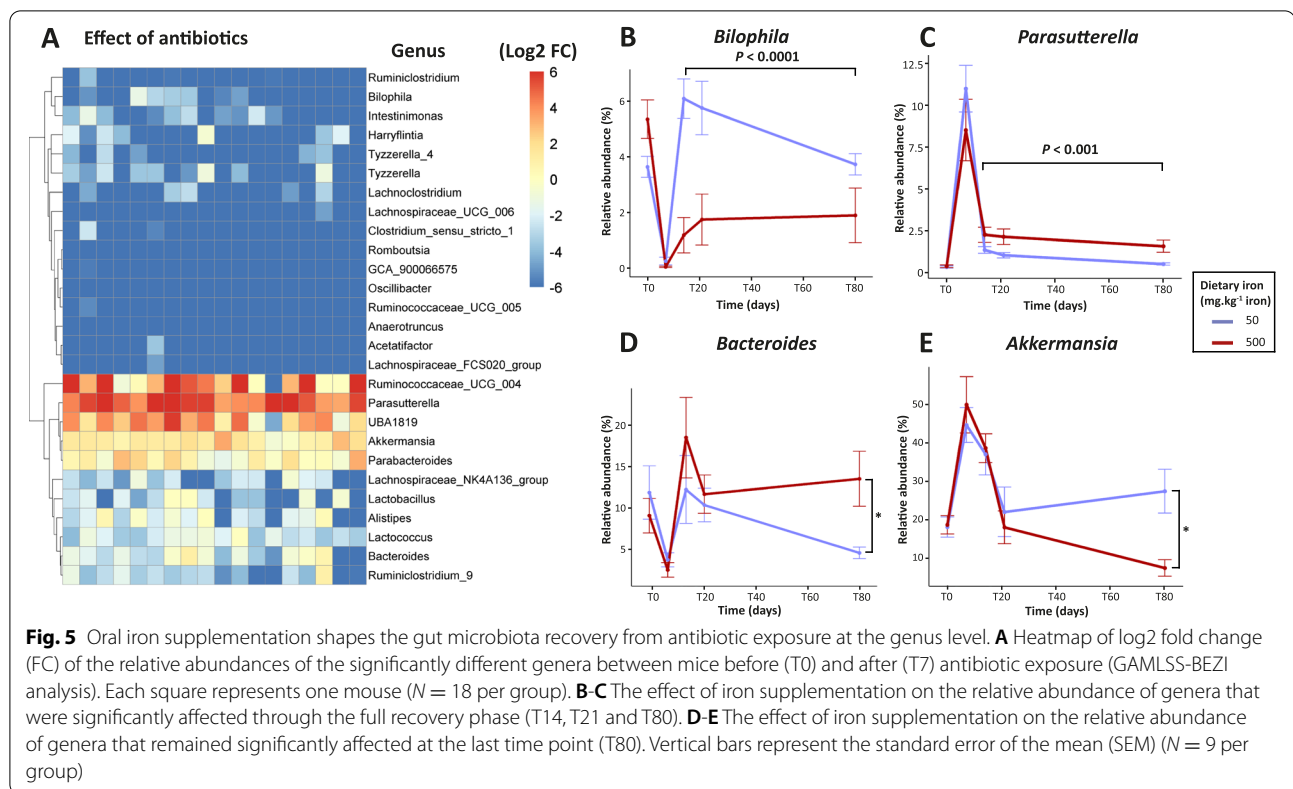 A Effect of antibiotics
Genus
(Log2 FC)
6
4
2
0
-2
-4
-6
Ruminiclostridium
Bilophila
Intestinimonas
Harryflintia
Tyzzerella_4
Tyzzerella
Lachnoclostridium
Lachnospiraceae_UCG_006
Clostridium_sensu_stricto_1
Romboutsia
GCA_900066575
Oscillibacter
Ruminococcaceae_UCG_005
Anaerotruncus
Acetatifactor
Lachnospiraceae_FCS020_group
Ruminococcaceae_UCG_004
Parasutterella
UBA1819
Akkermansia
Parabacteroides
Lachnospiraceae_NK4A136_group
Lactobacillus
Alistipes
Lactococcus
Bacteroides
Ruminiclostridium_9
B Bilophila
P < 0.0001
Relative abundance (%)
6
4
2
0
T0 T20 T40 T60 T80
Time (days)
C Parasutterella
P < 0.001
Relative abundance (%)
12.5
10
7.5
5
2.5
0
T0 T20 T40 T60 T80
Time (days)
Dietary iron
(mg.kg-1 iron)
50
500
D Bacteroides
Relative abundance (%)
20
15
10
5
*
T0 T20 T40 T60 T80
Time (days)
E Akkermansia
Relative abundance (%)
50
40
30
20
10
*
T0 T20 T40 T60 T80
Time (days)
Fig. 5 Oral iron supplementation shapes the gut microbiota recovery from antibiotic exposure at the genus level. A Heatmap of log2 fold change
(FC) of the relative abundances of the significantly different genera between mice before (T0) and after (T7) antibiotic exposure (GAMLSS-BEZI
analysis). Each square represents one mouse (N = 18 per group). B-C The effect of iron supplementation on the relative abundance of genera that
were significantly affected through the full recovery phase (T14, T21 and T80). D-E The effect of iron supplementation on the relative abundance
of genera that remained significantly affected at the last time point (T80). Vertical bars represent the standard error of the mean (SEM) (N = 9 per
group)